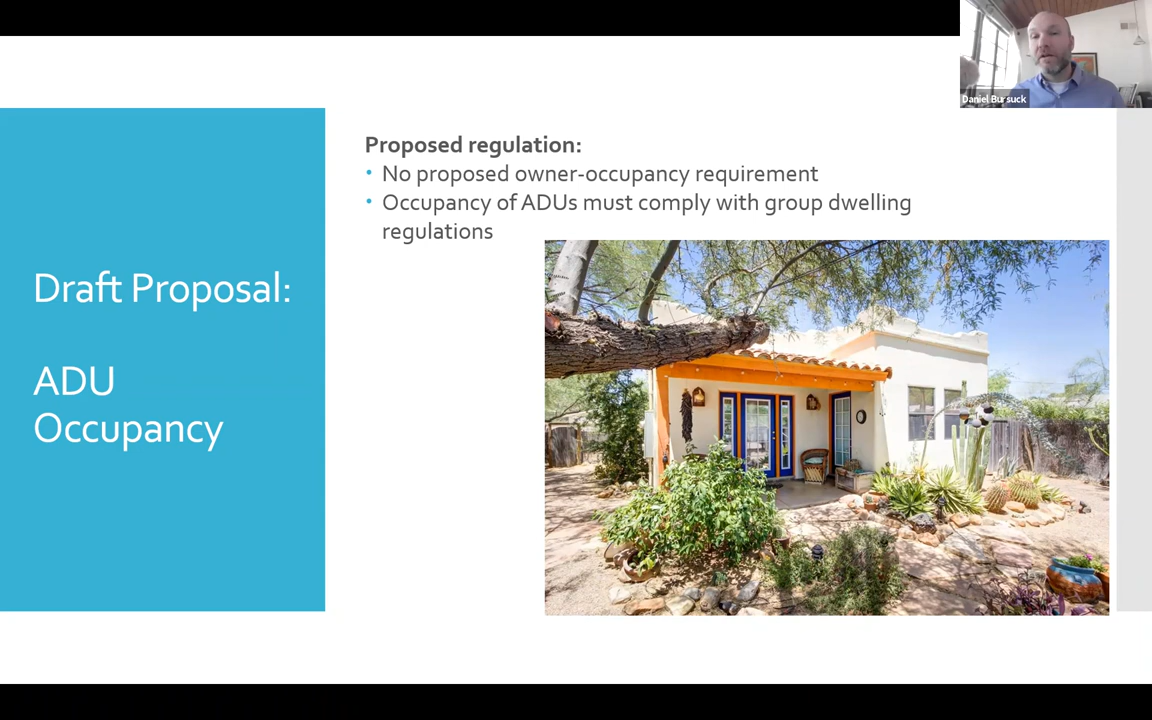 Daniel Bursuck
Proposed regulation:
• No proposed owner-occupancy requirement
• Occupancy of ADUs must comply with group dwelling
regulations
Draft Proposal:
ADU
Occupancy